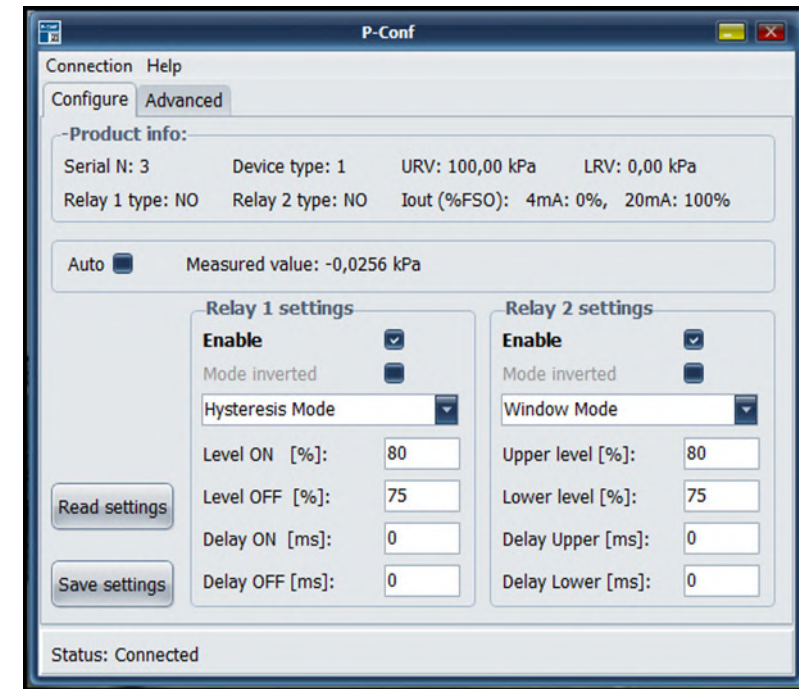 P-Conf
Connection Help
Configure Advanced
-Product info:
Serial N: 3 Device type: 1 URV: 100,00 kPa LRV: 0,00 kPa
Relay 1 type: NO Relay 2 type: NO Iout (%FSO): 4mA: 0%, 20mA: 100%
Auto Measured value: -0,0256 kPa
Relay 1 settings
Enable
Mode inverted
Hysteresis Mode
Level ON [%]: 80
Level OFF [%]: 75
Delay ON [ms]: 0
Delay OFF [ms]: 0
Relay 2 settings
Enable
Mode inverted
Window Mode
Upper level [%]: 80
Lower level [%]: 75
Delay Upper [ms]: 0
Delay Lower [ms]: 0
Read settings
Save settings
Status: Connected